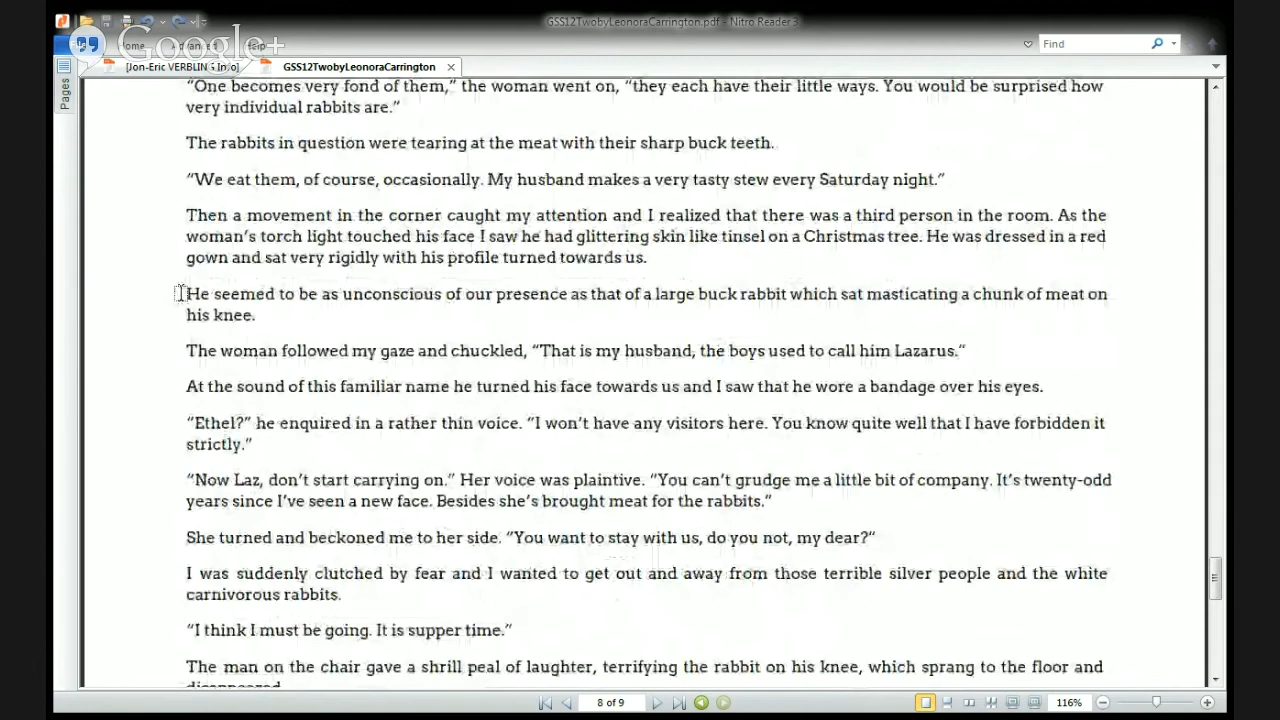 GSS12TwobyLeonoraCarrington.pdf - Nitro Reader 3
Google+
Home Advanced Help
Find
[Jon-Eric VERBLING Info]
GSS12TwobyLeonoraCarrington
Pages
“One becomes very fond of them,” the woman went on, “they each have their little ways. You would be surprised how
very individual rabbits are.”
The rabbits in question were tearing at the meat with their sharp buck teeth.
“We eat them, of course, occasionally. My husband makes a very tasty stew every Saturday night.”
Then a movement in the corner caught my attention and I realized that there was a third person in the room. As the
woman’s torch light touched his face I saw he had glittering skin like tinsel on a Christmas tree. He was dressed in a red
gown and sat very rigidly with his profile turned towards us.
He seemed to be as unconscious of our presence as that of a large buck rabbit which sat masticating a chunk of meat on
his knee.
The woman followed my gaze and chuckled, “That is my husband, the boys used to call him Lazarus.”
At the sound of this familiar name he turned his face towards us and I saw that he wore a bandage over his eyes.
“Ethel?” he enquired in a rather thin voice. “I won’t have any visitors here. You know quite well that I have forbidden it
strictly.”
“Now Laz, don’t start carrying on.” Her voice was plaintive. “You can’t grudge me a little bit of company. It’s twenty-odd
years since I’ve seen a new face. Besides she’s brought meat for the rabbits.”
She turned and beckoned me to her side. “You want to stay with us, do you not, my dear?“
I was suddenly clutched by fear and I wanted to get out and away from those terrible silver people and the white
carnivorous rabbits.
“I think I must be going. It is supper time.”
The man on the chair gave a shrill peal of laughter, terrifying the rabbit on his knee, which sprang to the floor and
disappeared.
8 of 9
116%